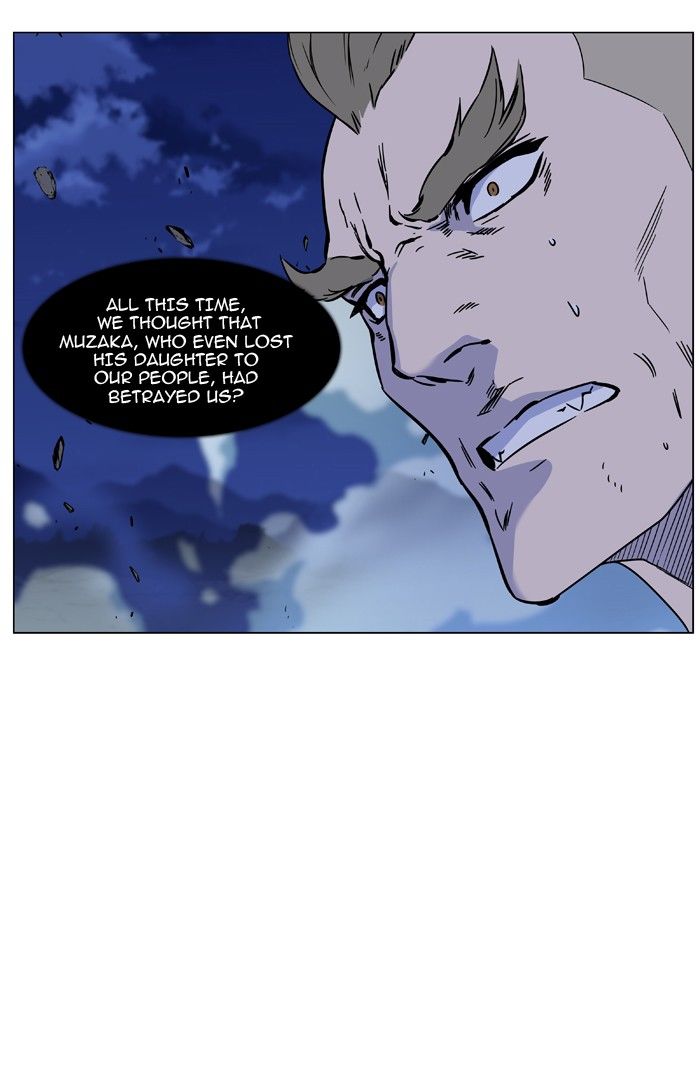 ALL THIS TIME,
WE THOUGHT THAT
MUZAKA, WHO EVEN LOST
HIS DAUGHTER TO
OUR PEOPLE, HAD
BETRAYED US?